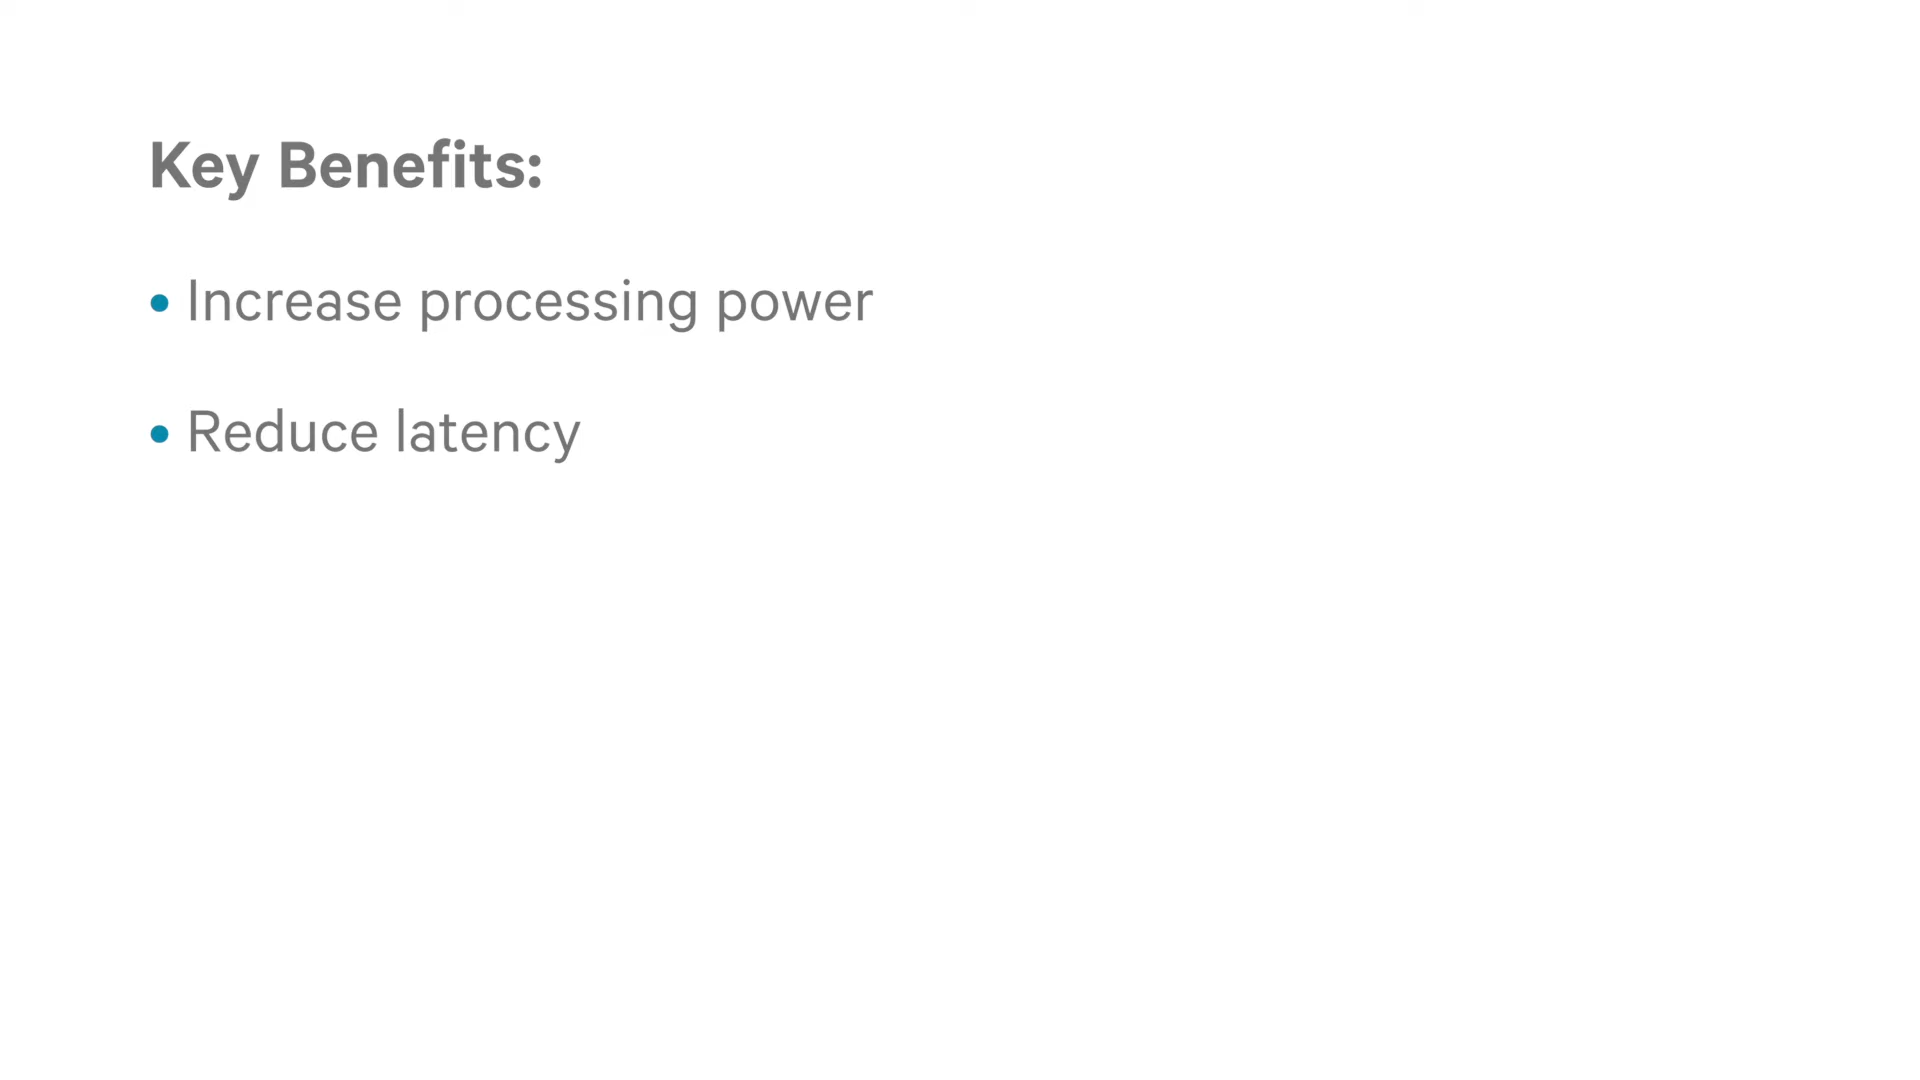 Key Benefits:
• Increase processing power
• Reduce latency